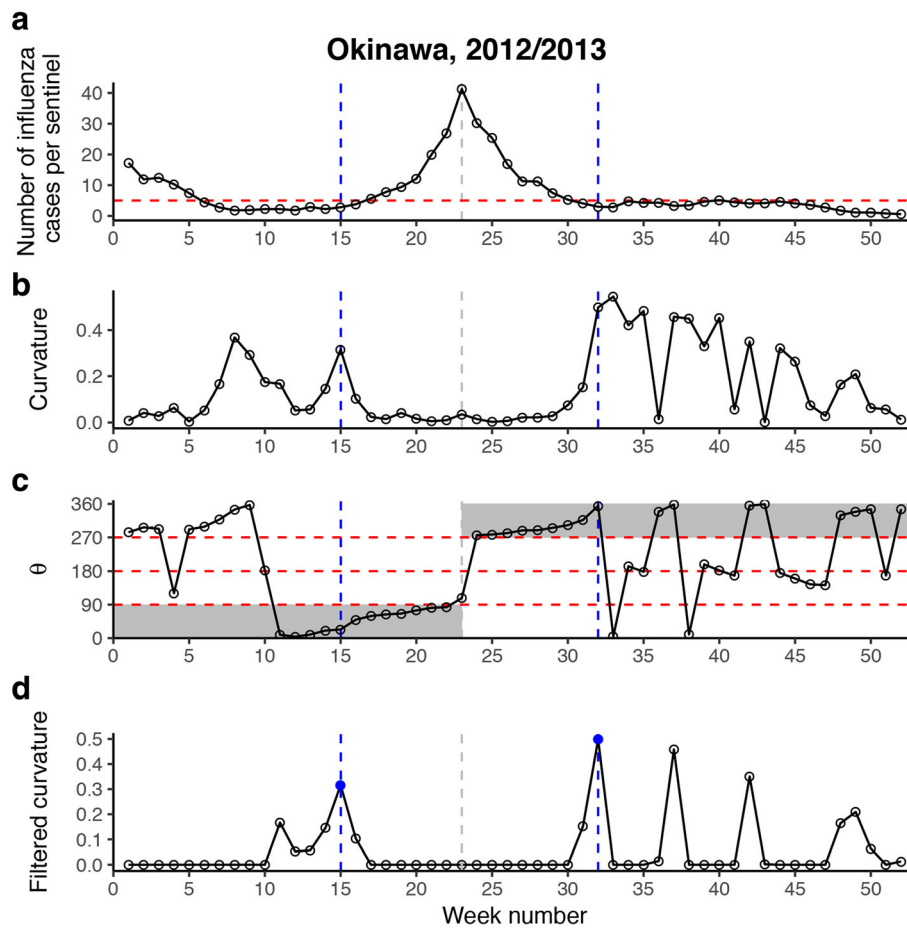 a
Okinawa, 2012/2013
Number of influenza
cases per sentinel
40
30
20
10
0
0 5 10 15 20 25 30 35 40 45 50
b
Curvature
0.4
0.2
0.0
0 5 10 15 20 25 30 35 40 45 50
c
θ
360
270
180
90
0
0 5 10 15 20 25 30 35 40 45 50
d
Filtered curvature
0.5
0.4
0.3
0.2
0.1
0.0
0 5 10 15 20 25 30 35 40 45 50
Week number